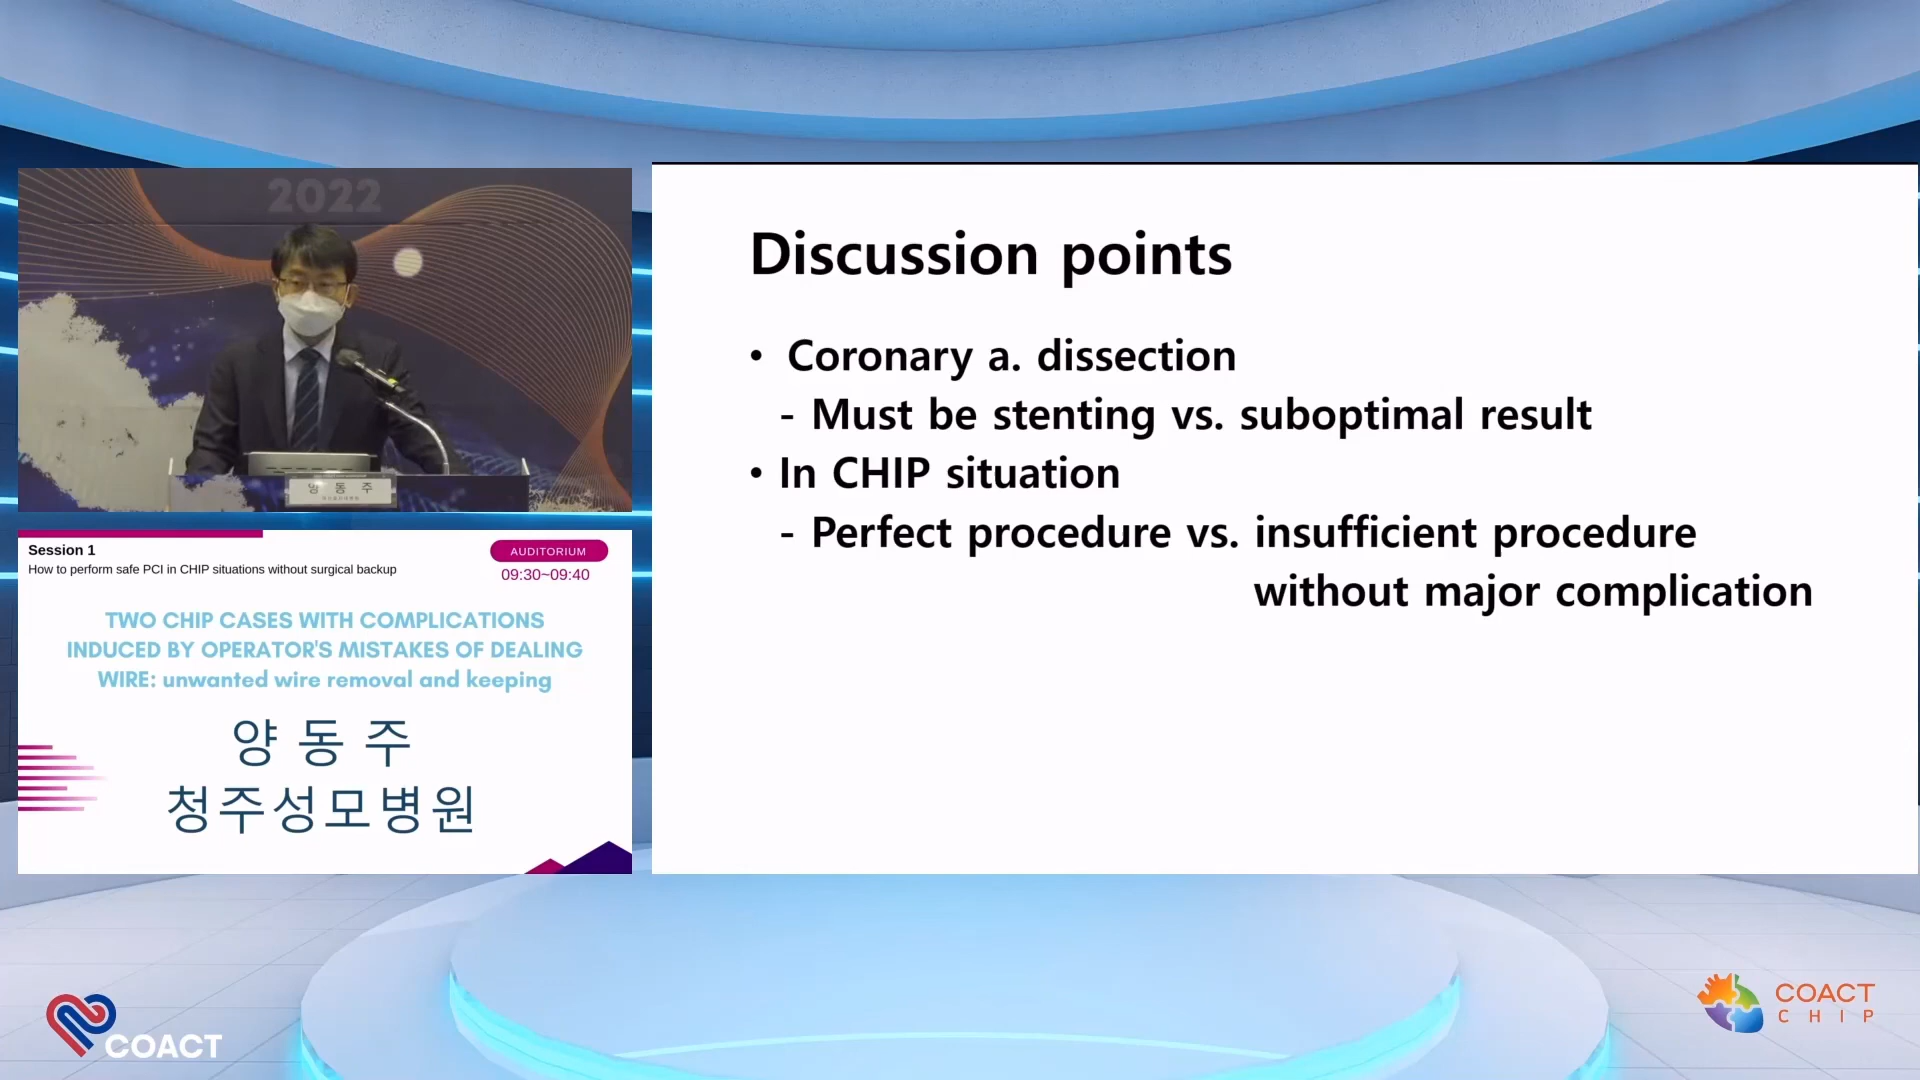 2022
양 동 주
Session 1
How to perform safe PCI in CHIP situations without surgical backup
AUDITORIUM
09:30~09:40
TWO CHIP CASES WITH COMPLICATIONS
INDUCED BY OPERATOR'S MISTAKES OF DEALING
WIRE: unwanted wire removal and keeping
양 동 주
청주성모병원
Discussion points
• Coronary a. dissection
- Must be stenting vs. suboptimal result
• In CHIP situation
- Perfect procedure vs. insufficient procedure
without major complication
COACT
COACT
CHIP